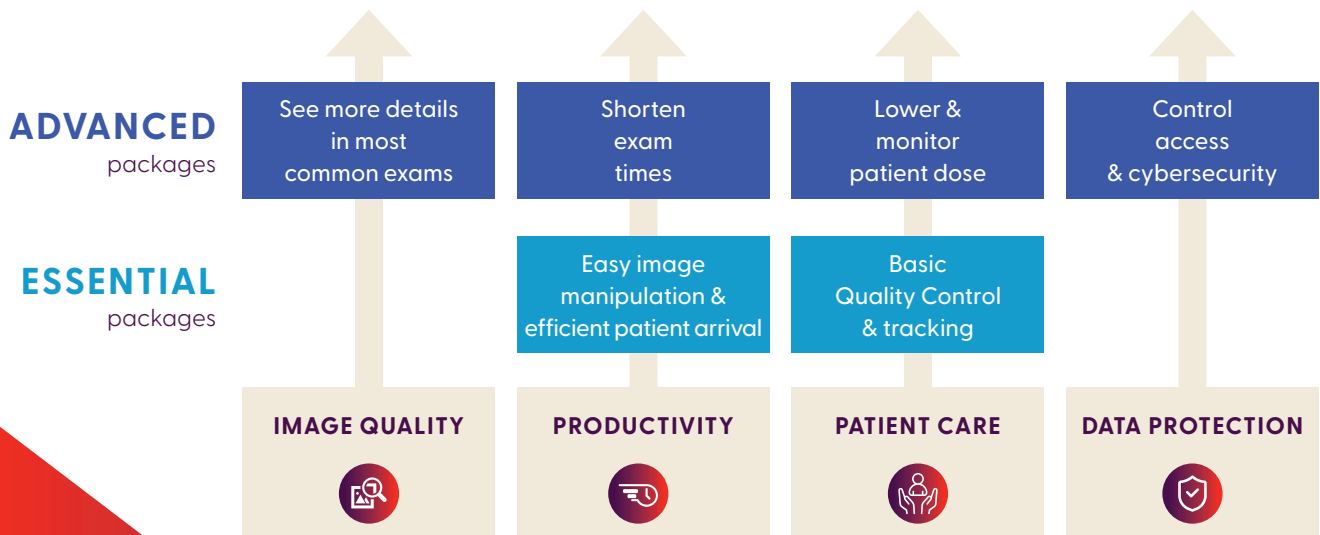 ADVANCED
packages
See more details
in most
common exams
Shorten
exam
times
Lower &
monitor
patient dose
Control
access
& cybersecurity
ESSENTIAL
packages
Easy image
manipulation &
efficient patient arrival
Basic
Quality Control
& tracking
IMAGE QUALITY
PRODUCTIVITY
PATIENT CARE
DATA PROTECTION